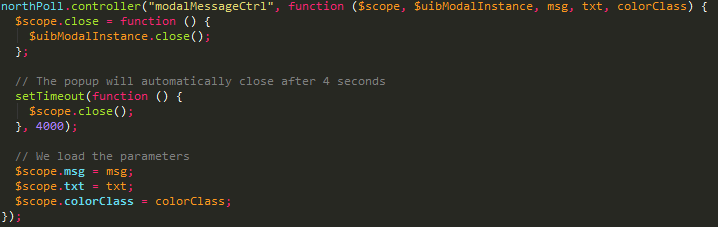 northPoll.controller("modalMessageCtrl", function ($scope, $uibModalInstance, msg, txt, colorClass) {
  $scope.close = function () {
    $uibModalInstance.close();
  };

  // The popup will automatically close after 4 seconds
  setTimeout(function () {
    $scope.close();
  }, 4000);

  // We load the parameters
  $scope.msg = msg;
  $scope.txt = txt;
  $scope.colorClass = colorClass;
});